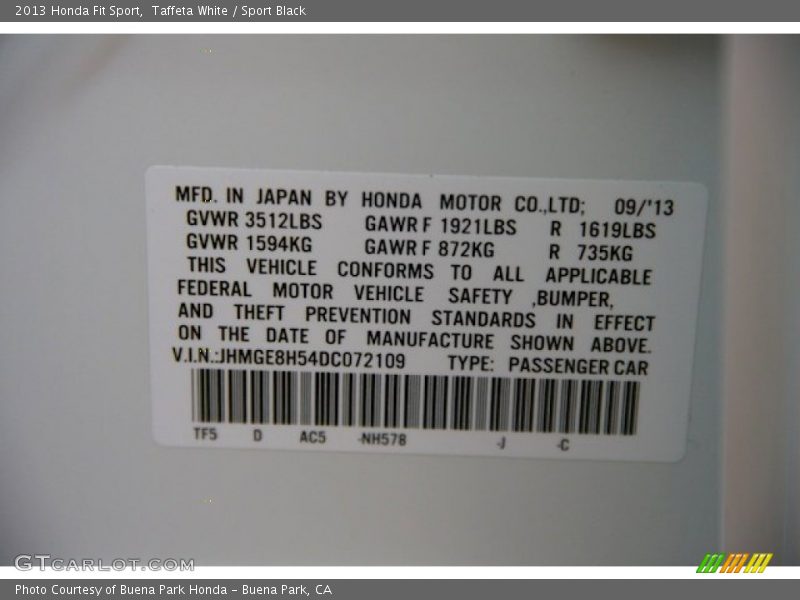 2013 Honda Fit Sport,  Taffeta White / Sport Black
MFD. IN JAPAN BY HONDA MOTOR CO.,LTD; 09/'13
GVWR 3512LBS GAWR F 1921LBS R 1619LBS
GVWR 1594KG GAWR F 872KG R 735KG
THIS VEHICLE CONFORMS TO ALL APPLICABLE
FEDERAL MOTOR VEHICLE SAFETY ,BUMPER,
AND THEFT PREVENTION STANDARDS IN EFFECT
ON THE DATE OF MANUFACTURE SHOWN ABOVE.
V.I.N.:JHMGE8H54DC072109 TYPE: PASSENGER CAR
TF5 D AC5 -NH578 -J -C
GTCARLOT.COM
Photo Courtesy of Buena Park Honda – Buena Park, CA